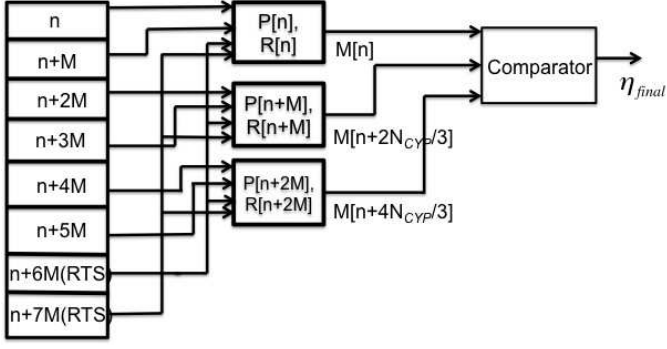 n
n+M
n+2M
n+3M
n+4M
n+5M
n+6M(RTS)
n+7M(RTS)
P[n],
R[n]
P[n+M],
R[n+M]
P[n+2M],
R[n+2M]
M[n]
M[n+2N_CYP/3]
M[n+4N_CYP/3]
Comparator
η_final